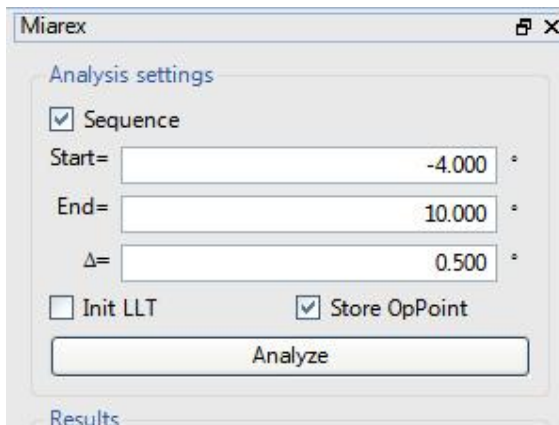 Miarex
Analysis settings
Sequence
Start= -4.000 °
End= 10.000 °
Δ= 0.500 °
Init LLT Store OpPoint
Analyze
Results